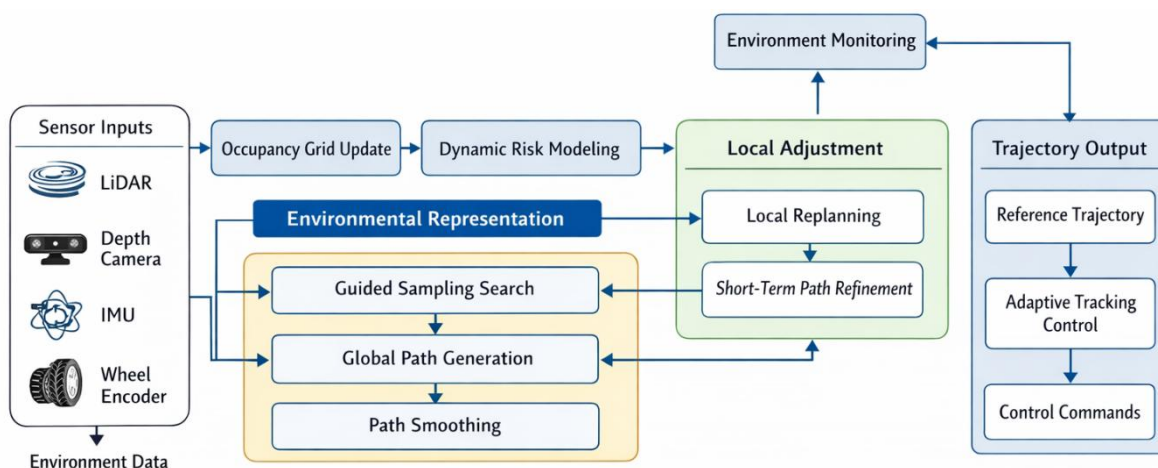 Environment Monitoring
Sensor Inputs
LiDAR
Depth
Camera
IMU
Wheel
Encoder
Environment Data
Occupancy Grid Update
Dynamic Risk Modeling
Environmental Representation
Guided Sampling Search
Global Path Generation
Path Smoothing
Local Adjustment
Local Replanning
Short-Term Path Refinement
Trajectory Output
Reference Trajectory
Adaptive Tracking
Control
Control Commands